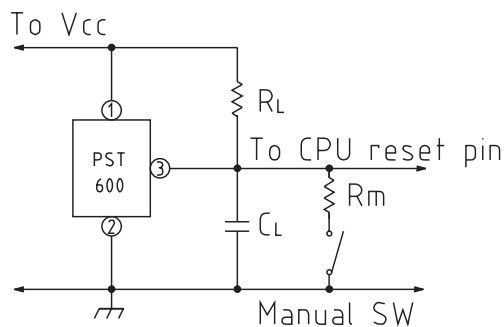 To Vcc
1
RL
PST
600
3
To CPU reset pin
Rm
2
CL
Manual SW